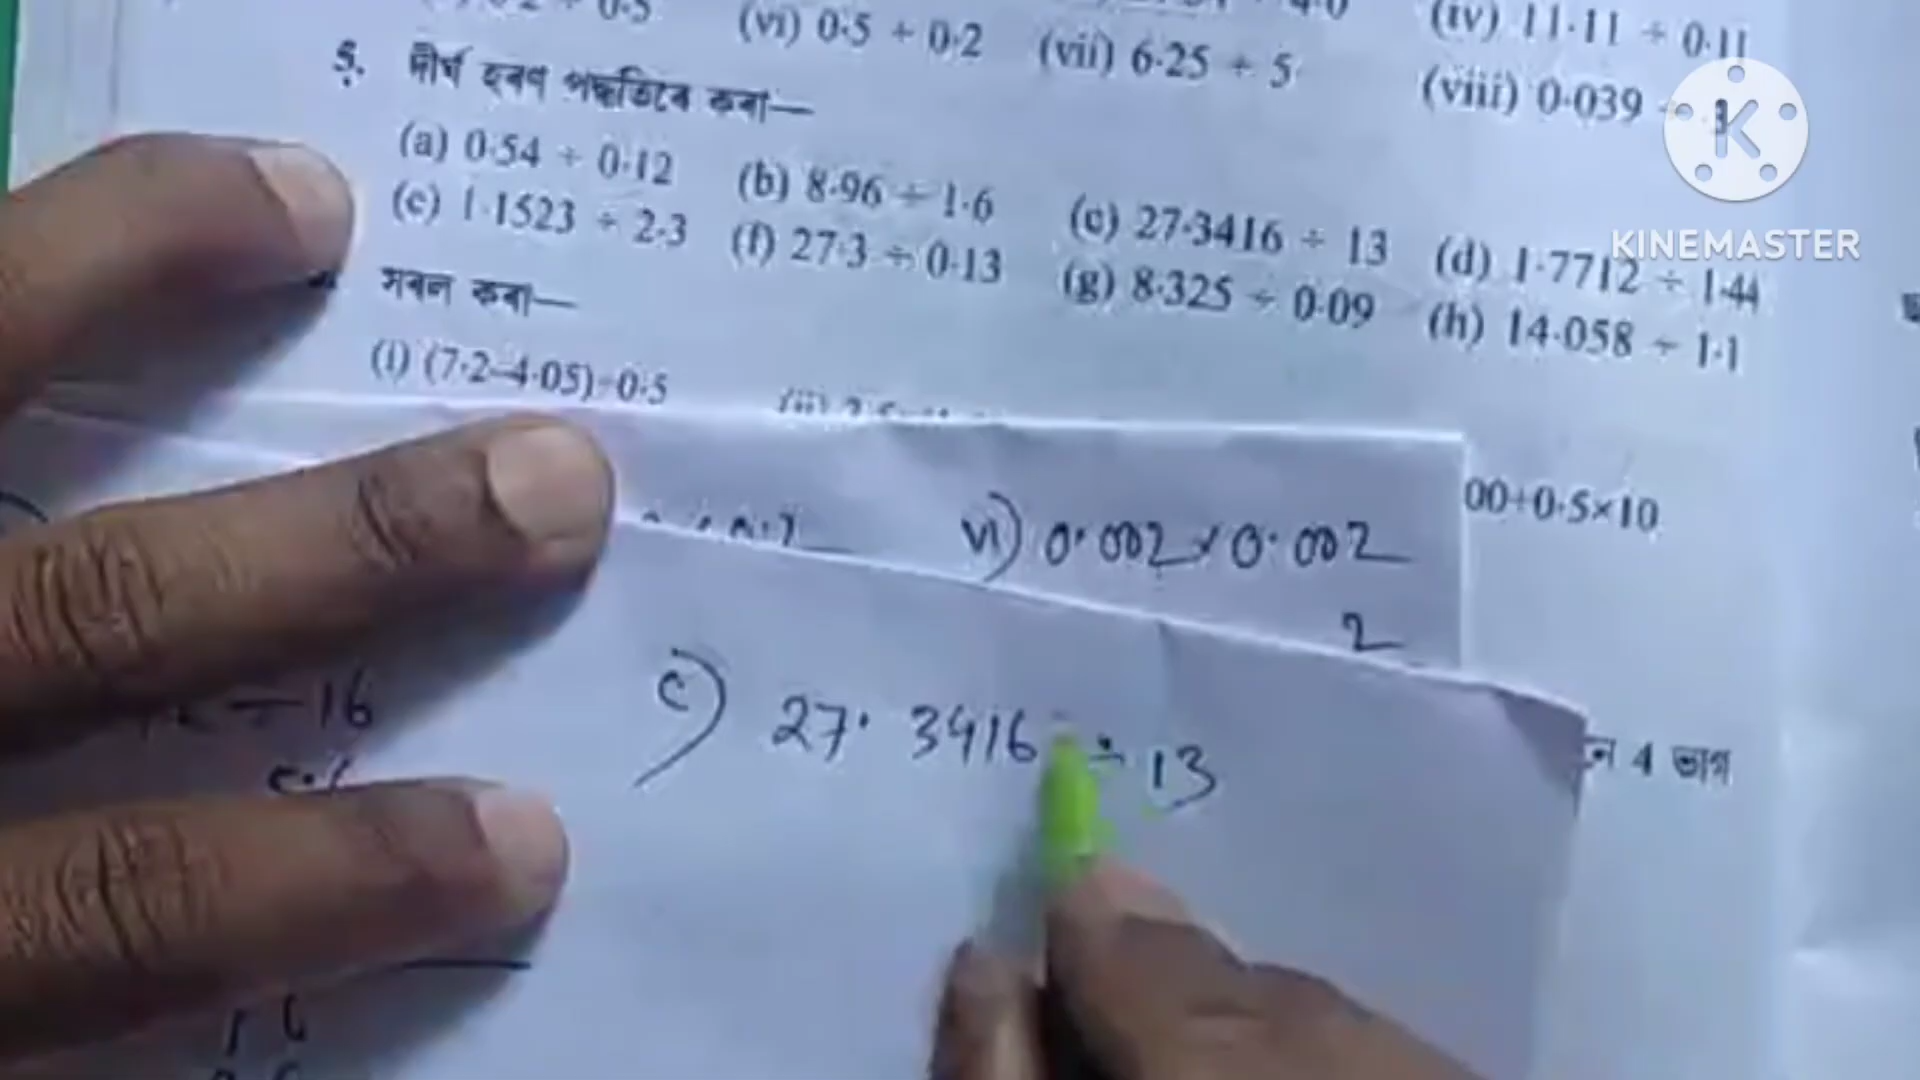 (vi) 0·5 ÷ 0·2 (vii) 6·25 ÷ 5 (iv) 11·11 ÷ 0·11
(viii) 0·039 ÷
5. দীৰ্ঘ হৰণ পদ্ধতিৰে কৰা—
(a) 0·54 ÷ 0·12 (b) 8·96 ÷ 1·6 (c) 27·3416 ÷ 13 (d) 1·7712 ÷ 1·44
(e) 1·1523 ÷ 2·3 (f) 27·3 ÷ 0·13 (g) 8·325 ÷ 0·09 (h) 14·058 ÷ 1·1
সৰল কৰা—
(i) (7·2–4·05)÷0·5 (ii)
00÷0·5×10
vi) 0·002 × 0·002
2
÷ 16
c) 27·3416 ÷ 13
4 ভাগ
KINEMASTER